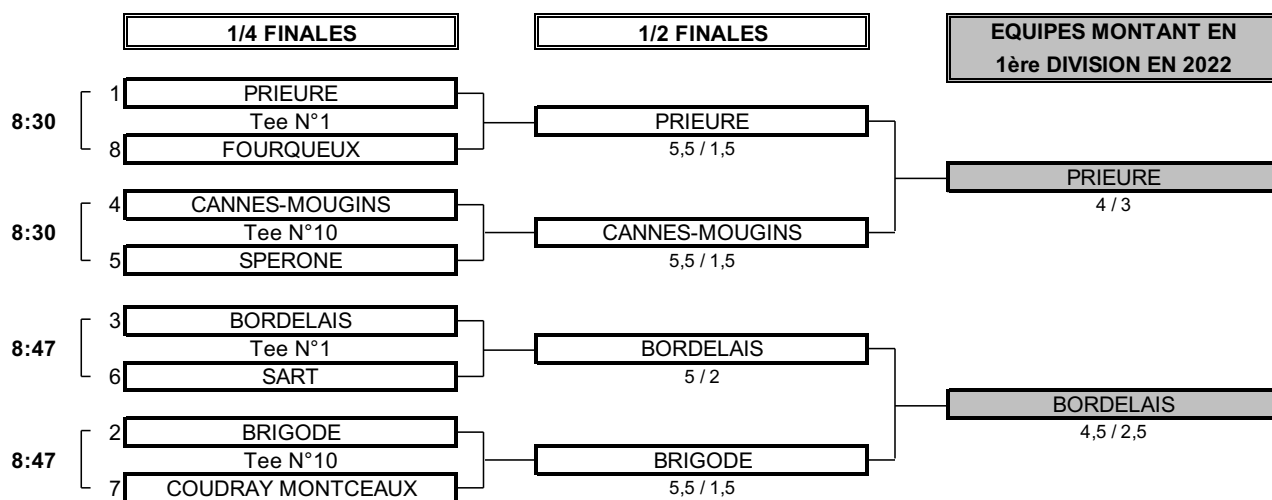 1/4 FINALES
1/2 FINALES
EQUIPES MONTANT EN
1ère DIVISION EN 2022
8:30
1 PRIEURE
Tee N°1
8 FOURQUEUX
PRIEURE
5,5 / 1,5
8:30
4 CANNES-MOUGINS
Tee N°10
5 SPERONE
CANNES-MOUGINS
5,5 / 1,5
PRIEURE
4 / 3
8:47
3 BORDELAIS
Tee N°1
6 SART
BORDELAIS
5 / 2
8:47
2 BRIGODE
Tee N°10
7 COUDRAY MONTCEAUX
BRIGODE
5,5 / 1,5
BORDELAIS
4,5 / 2,5